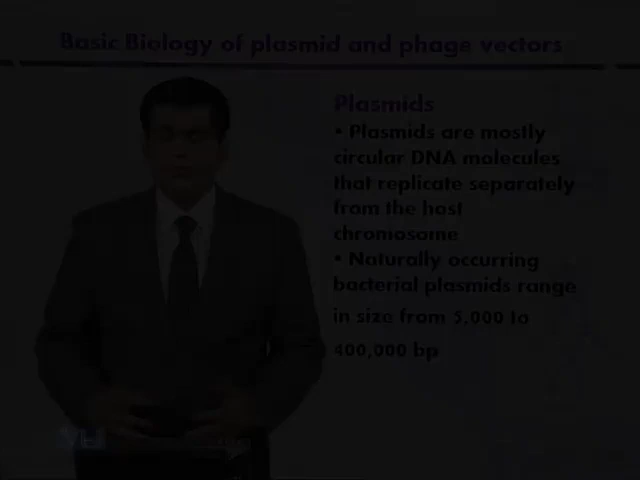 Basic Biology of plasmid and phage vectors
Plasmids
• Plasmids are mostly
circular DNA molecules
that replicate separately
from the host
chromosome
• Naturally occurring
bacterial plasmids range
in size from 5,000 to
400,000 bp